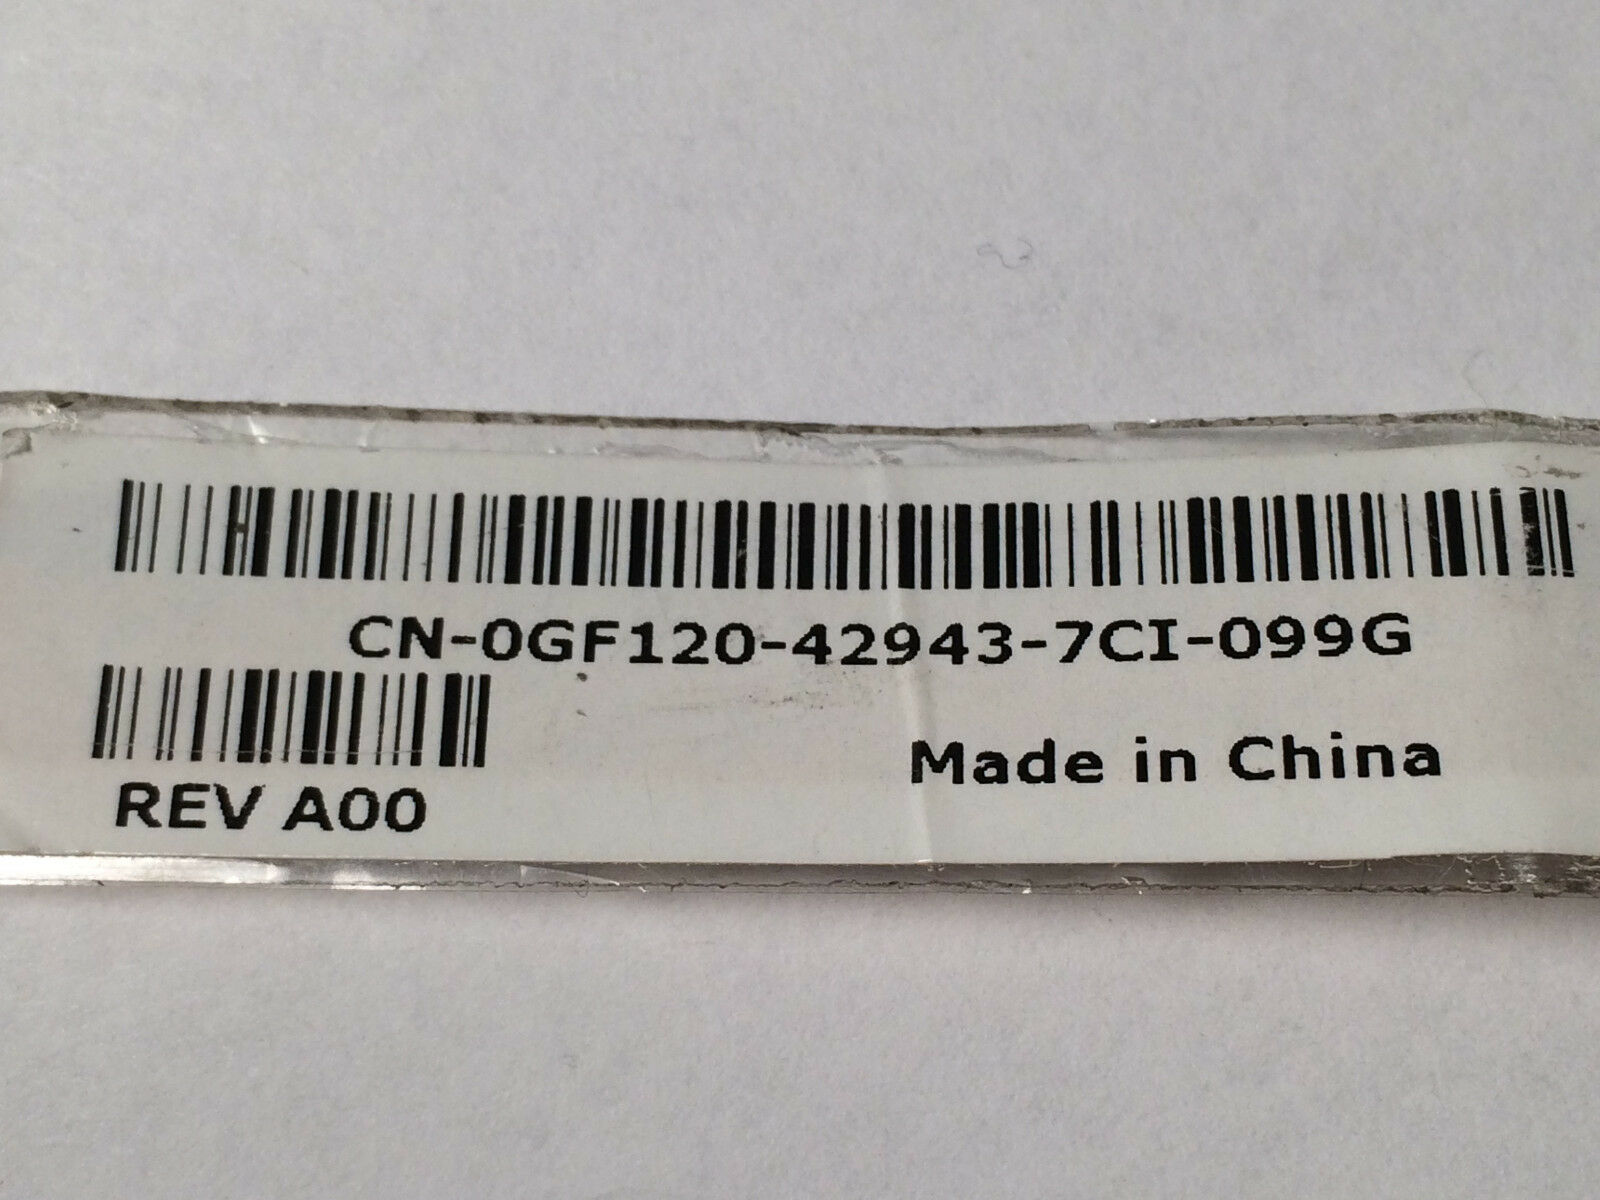 CN-0GF120-42943-7CI-099G
REV A00
Made in China